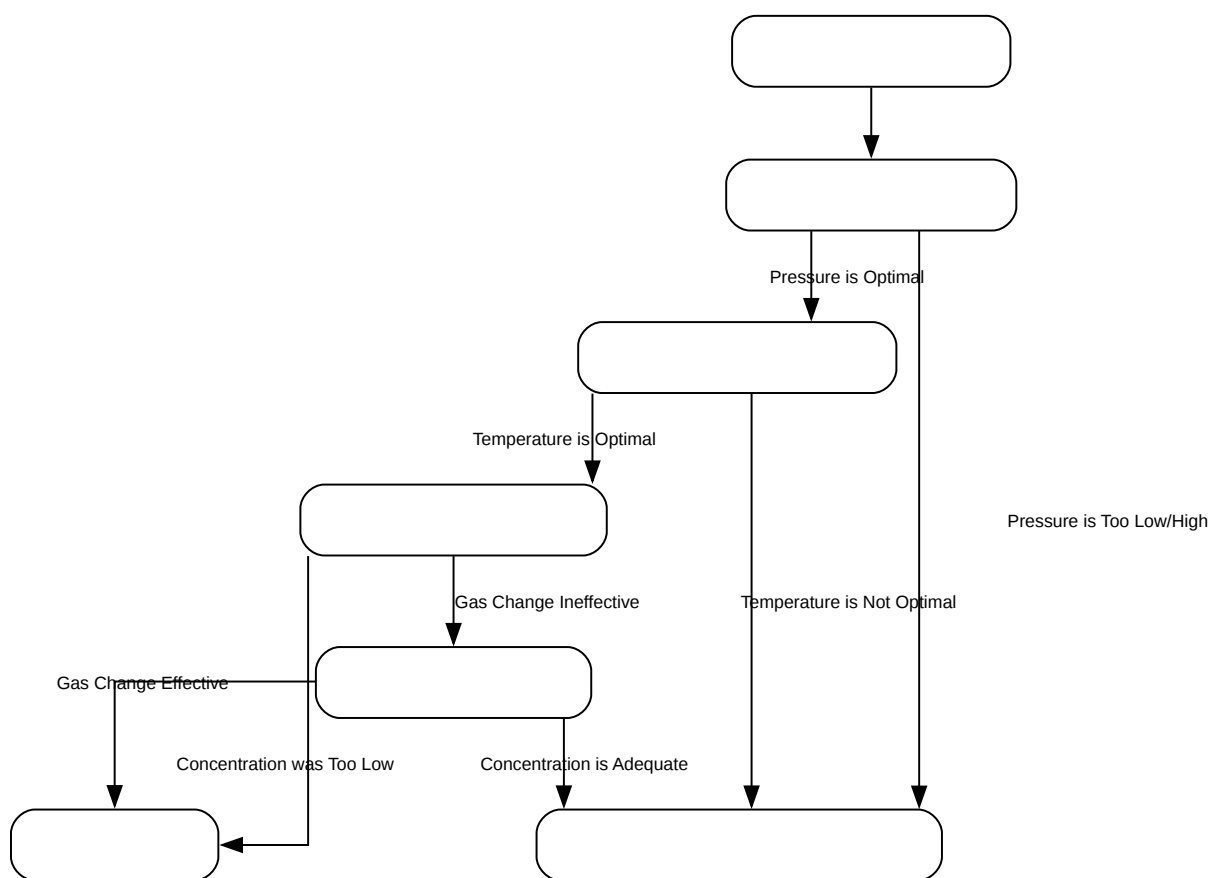 Pressure is Optimal
Temperature is Optimal
Pressure is Too Low/High
Gas Change Ineffective
Temperature is Not Optimal
Gas Change Effective
Concentration was Too Low
Concentration is Adequate